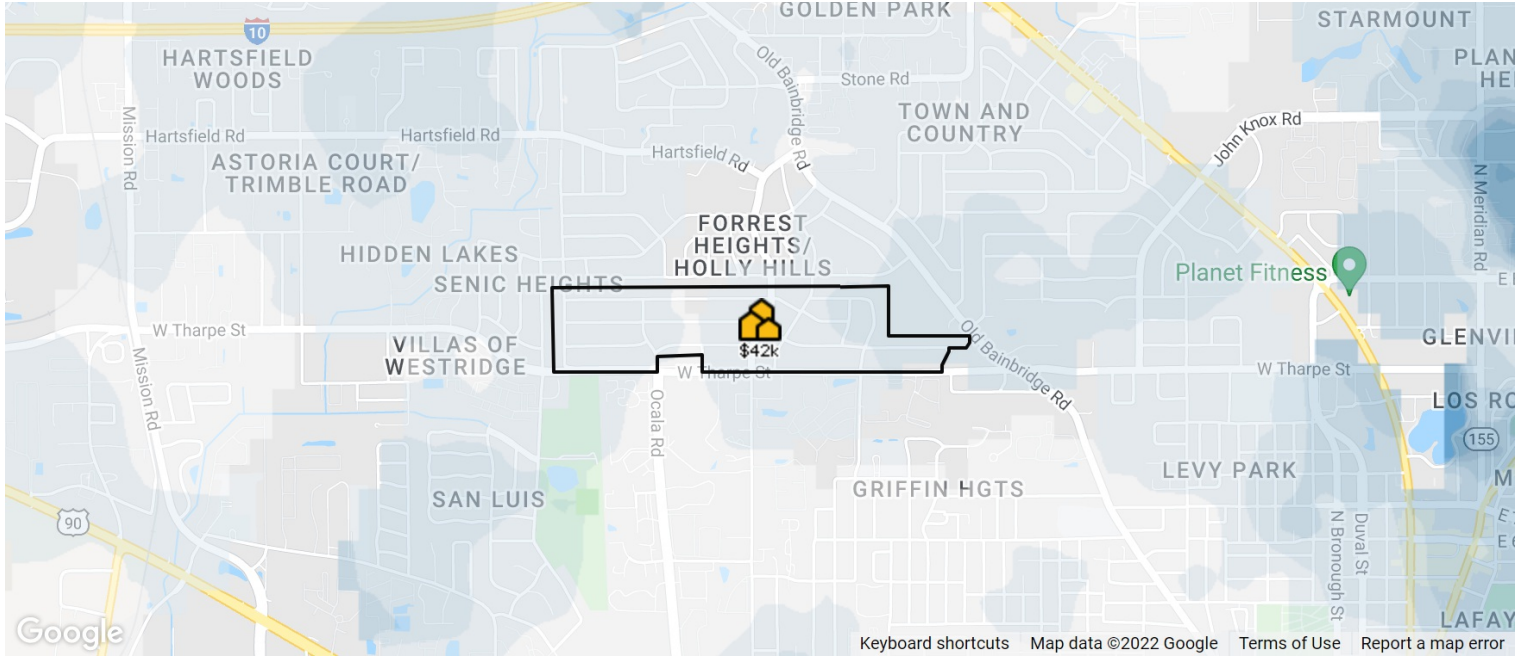 GOLDEN PARK
STARMOUNT
10
HARTSFIELD
WOODS
Old Bainbridge Rd
Stone Rd
PLAN
HE
Mission Rd
Hartsfield Rd
Hartsfield Rd
TOWN AND
COUNTRY
John Knox Rd
ASTORIA COURT/
TRIMBLE ROAD
Hartsfield Rd
N Meridian Rd
FORREST
HEIGHTS/
HOLLY HILLS
HIDDEN LAKES
SENIC HEIGHTS
Planet Fitness
E
W Tharpe St
VILLAS OF
WESTRIDGE
$42k
W Tharpe St
Old Bainbridge Rd
GLENVI
W Tharpe St
Mission Rd
Ocala Rd
LOS RO
155
LEVY PARK
M
SAN LUIS
GRIFFIN HGTS
90
N Bronough St
Duval St
E
E
LAFAY
Google
Keyboard shortcuts
Map data ©2022 Google
Terms of Use
Report a map error